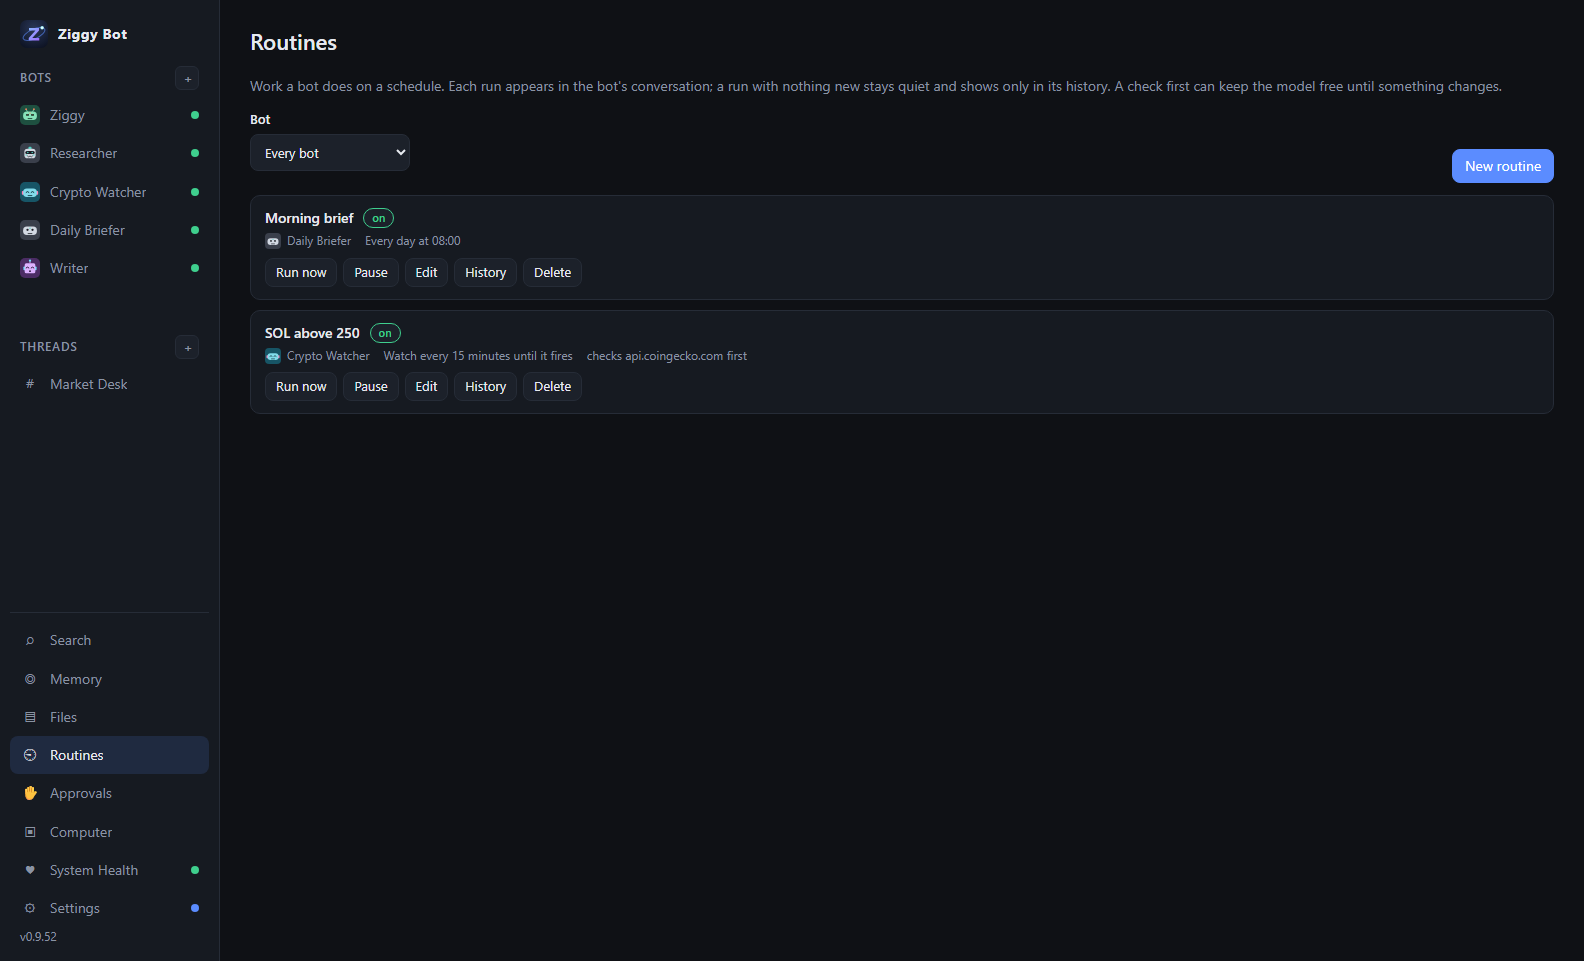 Ziggy Bot
BOTS
+
Ziggy
Researcher
Crypto Watcher
Daily Briefer
Writer
THREADS
+
# Market Desk
Search
Memory
Files
Routines
Approvals
Computer
System Health
Settings
v0.9.52
Routines
Work a bot does on a schedule. Each run appears in the bot's conversation; a run with nothing new stays quiet and shows only in its history. A check first can keep the model free until something changes.
Bot
Every bot
New routine
Morning brief on
Daily Briefer Every day at 08:00
Run now Pause Edit History Delete
SOL above 250 on
Crypto Watcher Watch every 15 minutes until it fires checks api.coingecko.com first
Run now Pause Edit History Delete